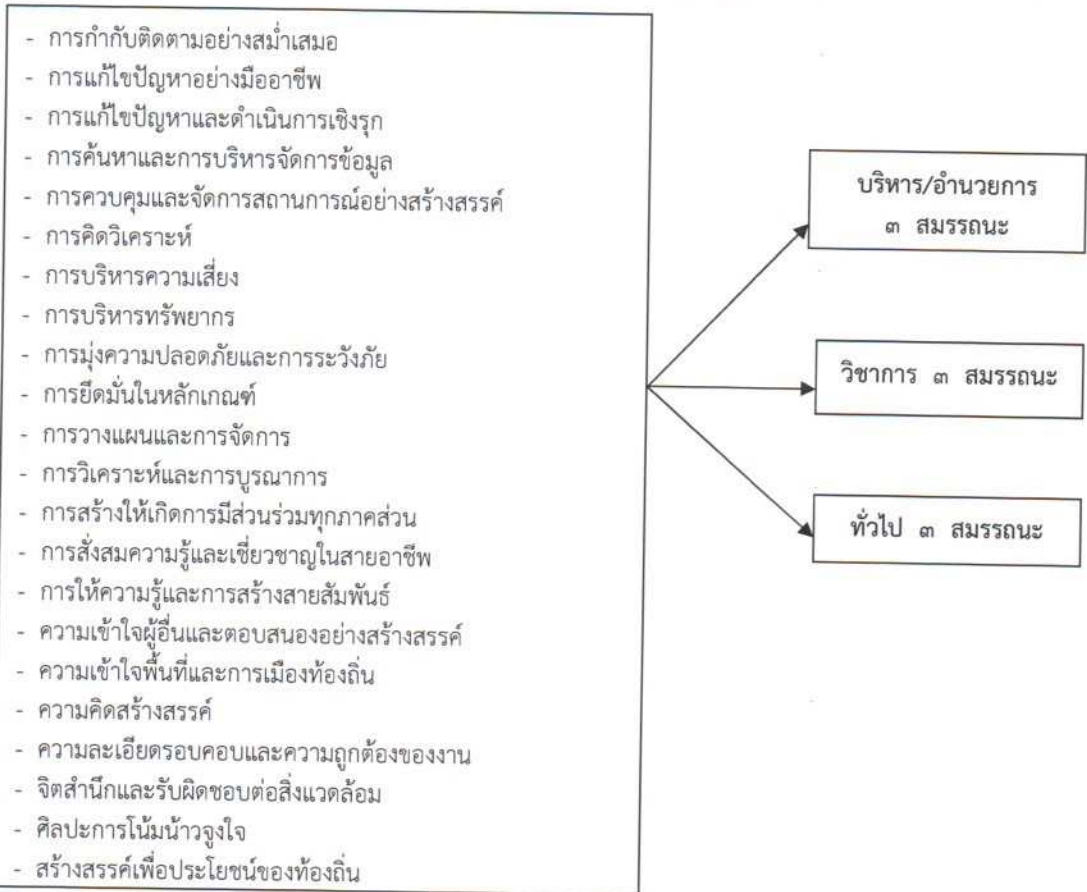 - การกำกับติดตามอย่างสม่ำเสมอ
- การแก้ไขปัญหาอย่างมืออาชีพ
- การแก้ไขปัญหาและดำเนินการเชิงรุก
- การค้นหาและการบริหารจัดการข้อมูล
- การควบคุมและจัดการสถานการณ์อย่างสร้างสรรค์
- การคิดวิเคราะห์
- การบริหารความเสี่ยง
- การบริหารทรัพยากร
- การมุ่งความปลอดภัยและการระวังภัย
- การยึดมั่นในหลักเกณฑ์
- การวางแผนและการจัดการ
- การวิเคราะห์และการบูรณาการ
- การสร้างให้เกิดการมีส่วนร่วมทุกภาคส่วน
- การสั่งสมความรู้และเชี่ยวชาญในสายอาชีพ
- การให้ความรู้และการสร้างสายสัมพันธ์
- ความเข้าใจผู้อื่นและตอบสนองอย่างสร้างสรรค์
- ความเข้าใจพื้นที่และการเมืองท้องถิ่น
- ความคิดสร้างสรรค์
- ความละเอียดรอบคอบและความถูกต้องของงาน
- จิตสำนึกและรับผิดชอบต่อสิ่งแวดล้อม
- ศิลปะการโน้มน้าวจูงใจ
- สร้างสรรค์เพื่อประโยชน์ของท้องถิ่น
บริหาร/อำนวยการ
๓ สมรรถนะ
วิชาการ ๓ สมรรถนะ
ทั่วไป ๓ สมรรถนะ